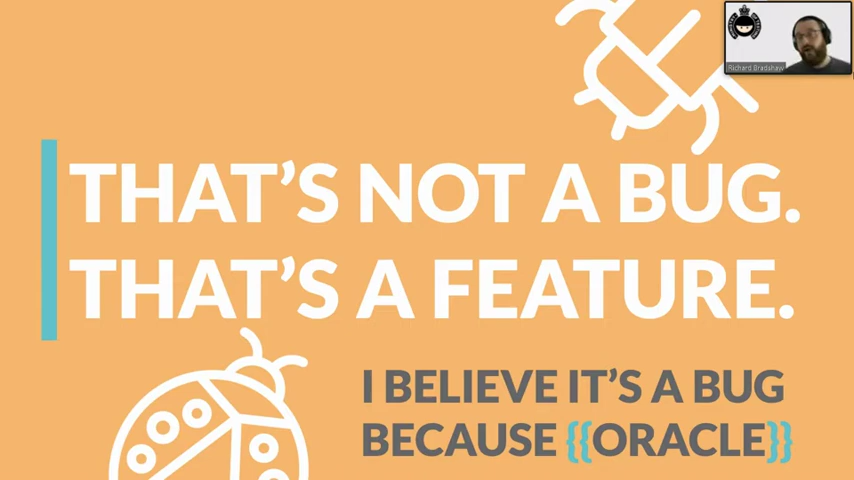 THAT'S NOT A BUG.
THAT'S A FEATURE.
I BELIEVE IT'S A BUG
BECAUSE {{ORACLE}}
Richard Bradshaw